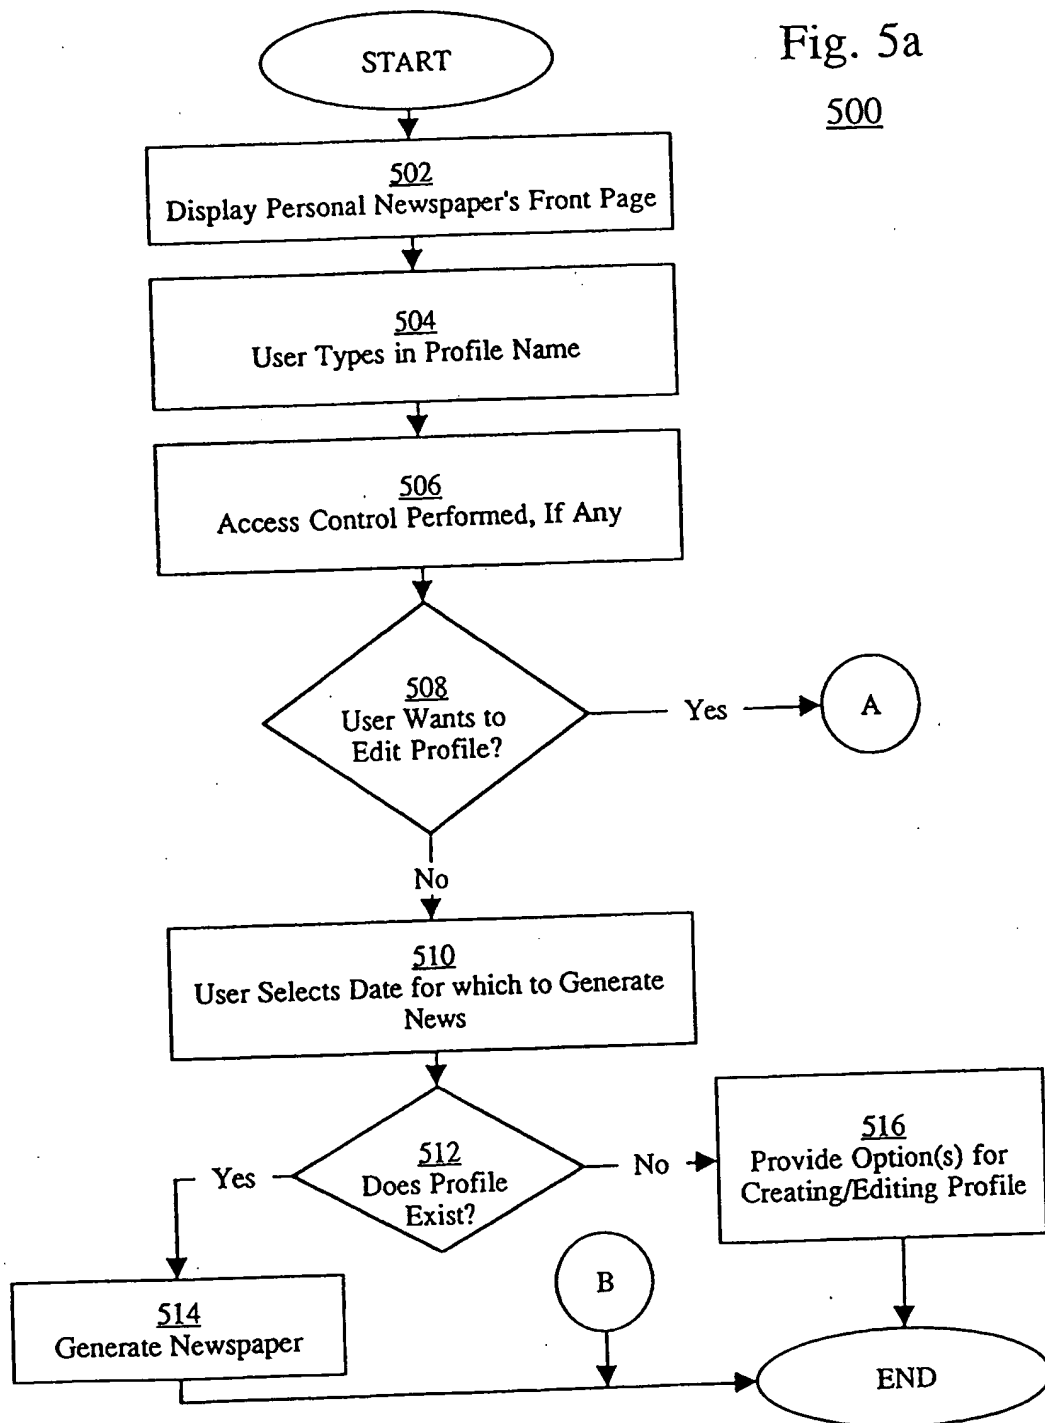 Fig. 5a
500
START
502
Display Personal Newspaper's Front Page
504
User Types in Profile Name
506
Access Control Performed, If Any
508
User Wants to
Edit Profile?
Yes
A
No
510
User Selects Date for which to Generate
News
512
Does Profile
Exist?
Yes
No
516
Provide Option(s) for
Creating/Editing Profile
B
514
Generate Newspaper
END